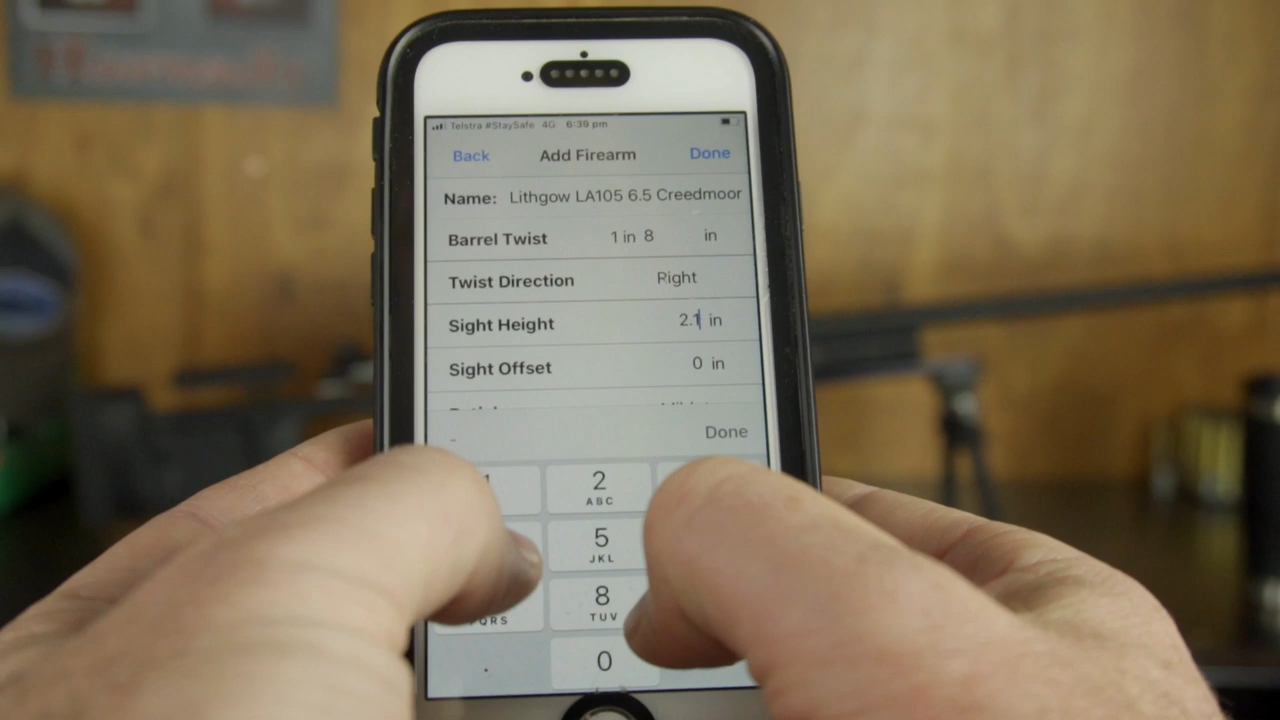 Telstra #StaySafe 4G 6:39 pm
Back Add Firearm Done
Name: Lithgow LA105 6.5 Creedmoor
Barrel Twist 1 in 8 in
Twist Direction Right
Sight Height 2.1 in
Sight Offset 0 in
- Done
2
ABC
5
JKL
8
TUV
PQRS
. 0